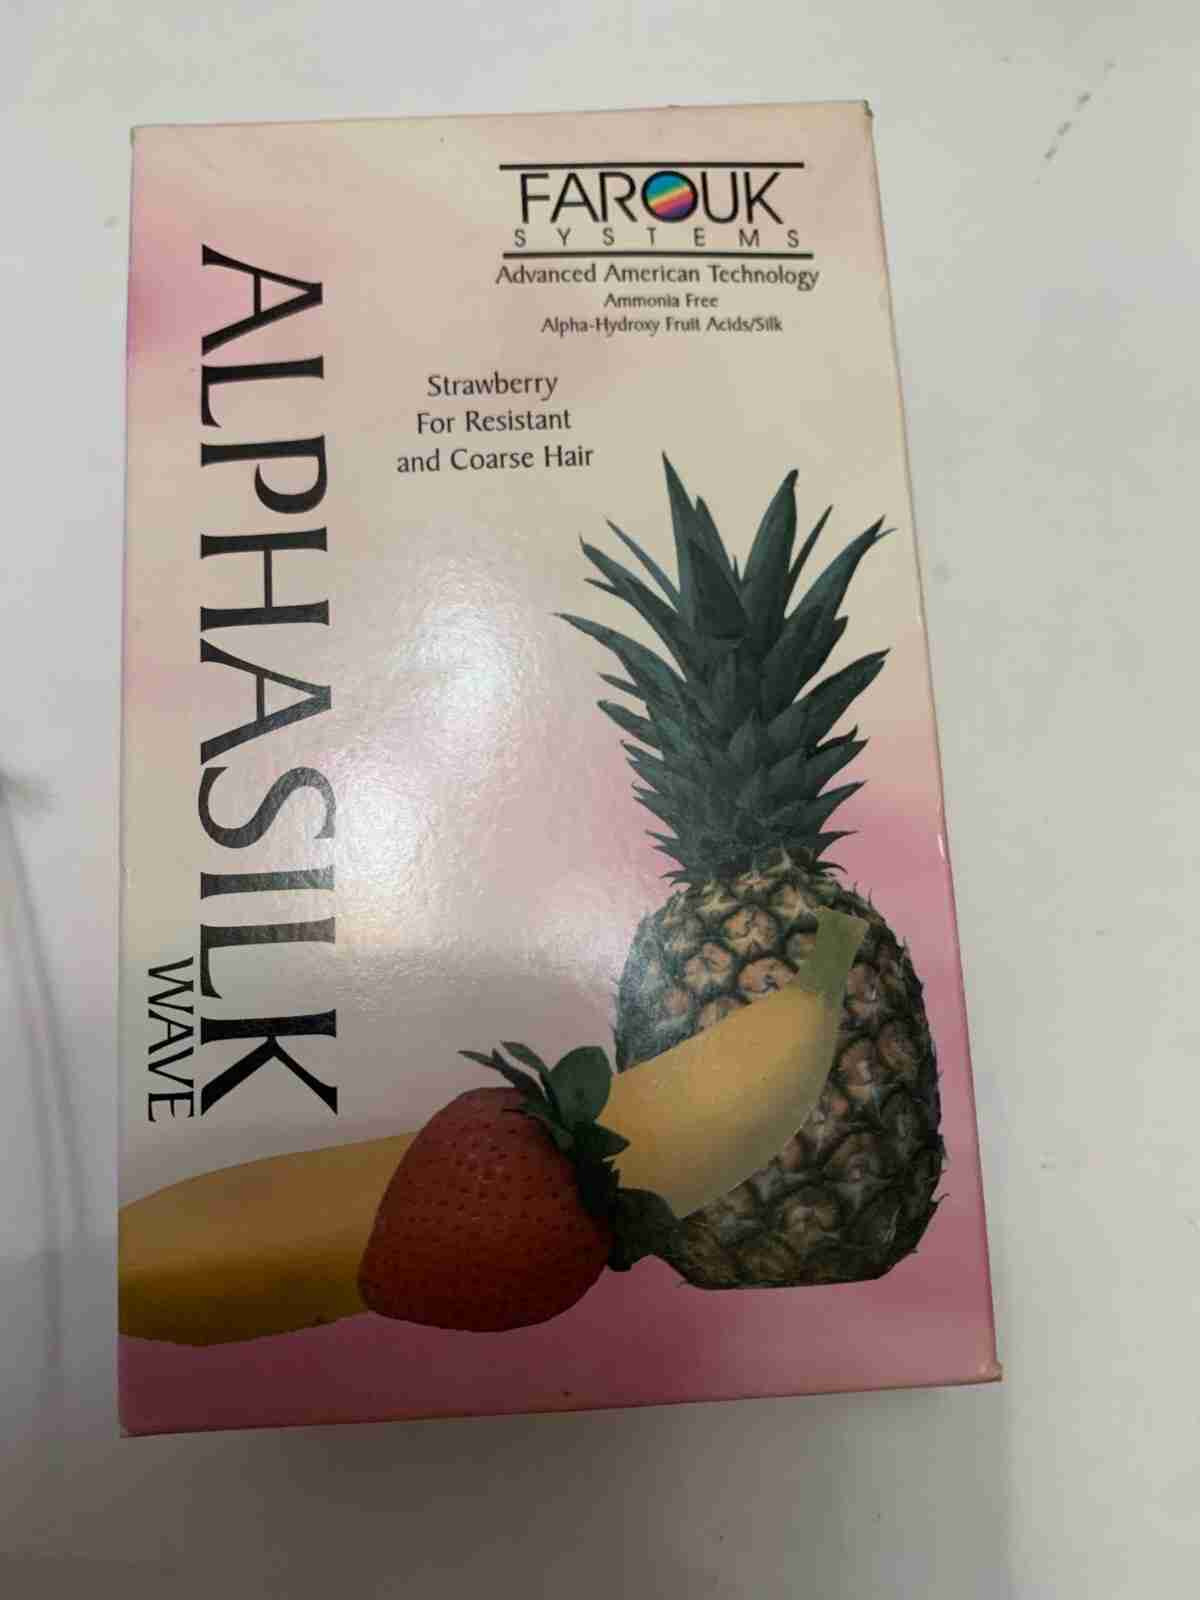 FAROUK
SYSTEMS
Advanced American Technology
Ammonia Free
Alpha-Hydroxy Fruit Acids/Silk
Strawberry
For Resistant
and Coarse Hair
ALPHASILK
WAVE